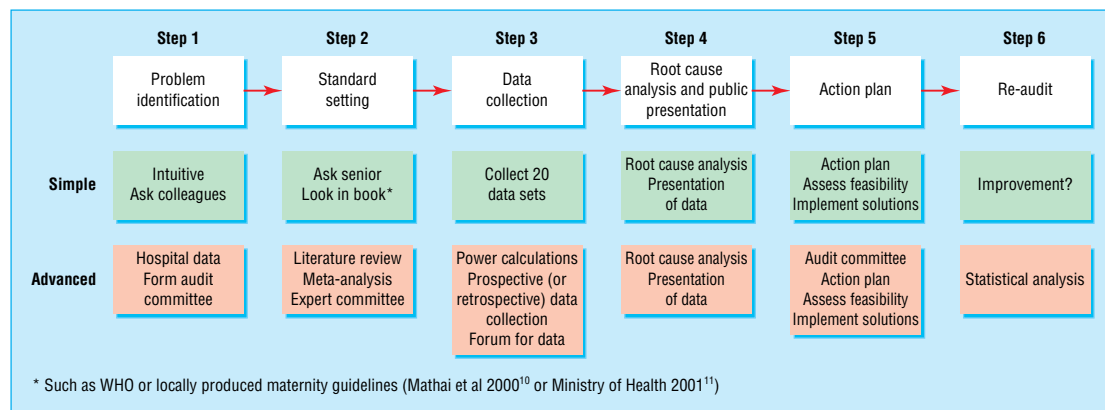 Step 1
Step 2
Step 3
Step 4
Step 5
Step 6
Problem
identification
Standard
setting
Data
collection
Root cause
analysis and public
presentation
Action plan
Re-audit
Simple
Intuitive
Ask colleagues
Ask senior
Look in book*
Collect 20
data sets
Root cause analysis
Presentation
of data
Action plan
Assess feasibility
Implement solutions
Improvement?
Advanced
Hospital data
Form audit
committee
Literature review
Meta-analysis
Expert committee
Power calculations
Prospective (or
retrospective) data
collection
Forum for data
Root cause analysis
Presentation
of data
Audit committee
Action plan
Assess feasibility
Implement solutions
Statistical analysis
* Such as WHO or locally produced maternity guidelines (Mathai et al 2000¹⁰ or Ministry of Health 2001¹¹)